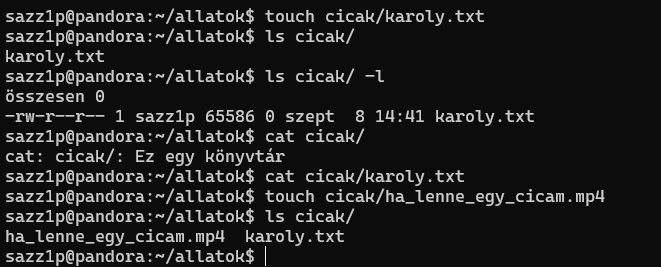 sazz1p@pandora:~/allatok$ touch cicak/karoly.txt
sazz1p@pandora:~/allatok$ ls cicak/
karoly.txt
sazz1p@pandora:~/allatok$ ls cicak/ -l
összesen 0
-rw-r--r-- 1 sazz1p 65586 0 szept  8 14:41 karoly.txt
sazz1p@pandora:~/allatok$ cat cicak/
cat: cicak/: Ez egy könyvtár
sazz1p@pandora:~/allatok$ cat cicak/karoly.txt
sazz1p@pandora:~/allatok$ touch cicak/ha_lenne_egy_cicam.mp4
sazz1p@pandora:~/allatok$ ls cicak/
ha_lenne_egy_cicam.mp4  karoly.txt
sazz1p@pandora:~/allatok$